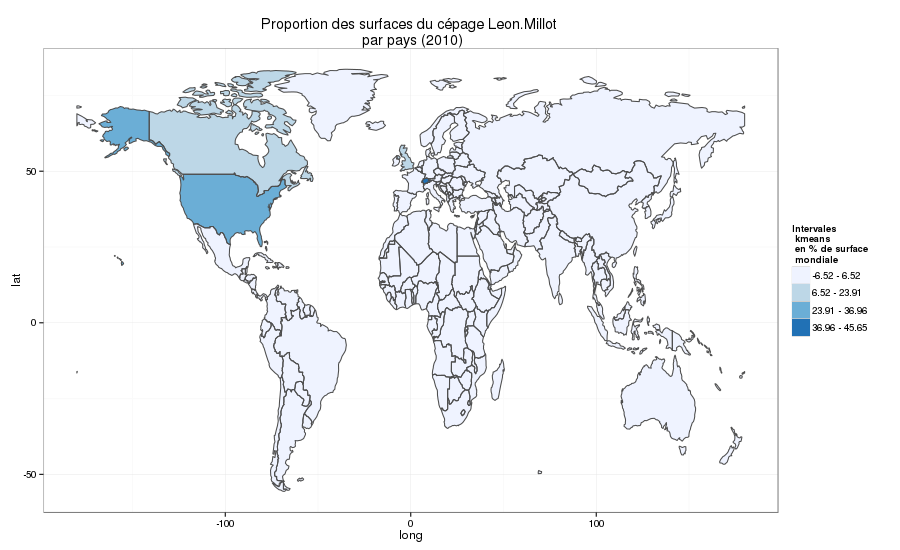 Proportion des surfaces du cépage Leon.Millot
par pays (2010)
lat
50
0
-50
-100
0
100
long
Intervales
kmeans
en % de surface
mondiale
-6.52 - 6.52
6.52 - 23.91
23.91 - 36.96
36.96 - 45.65